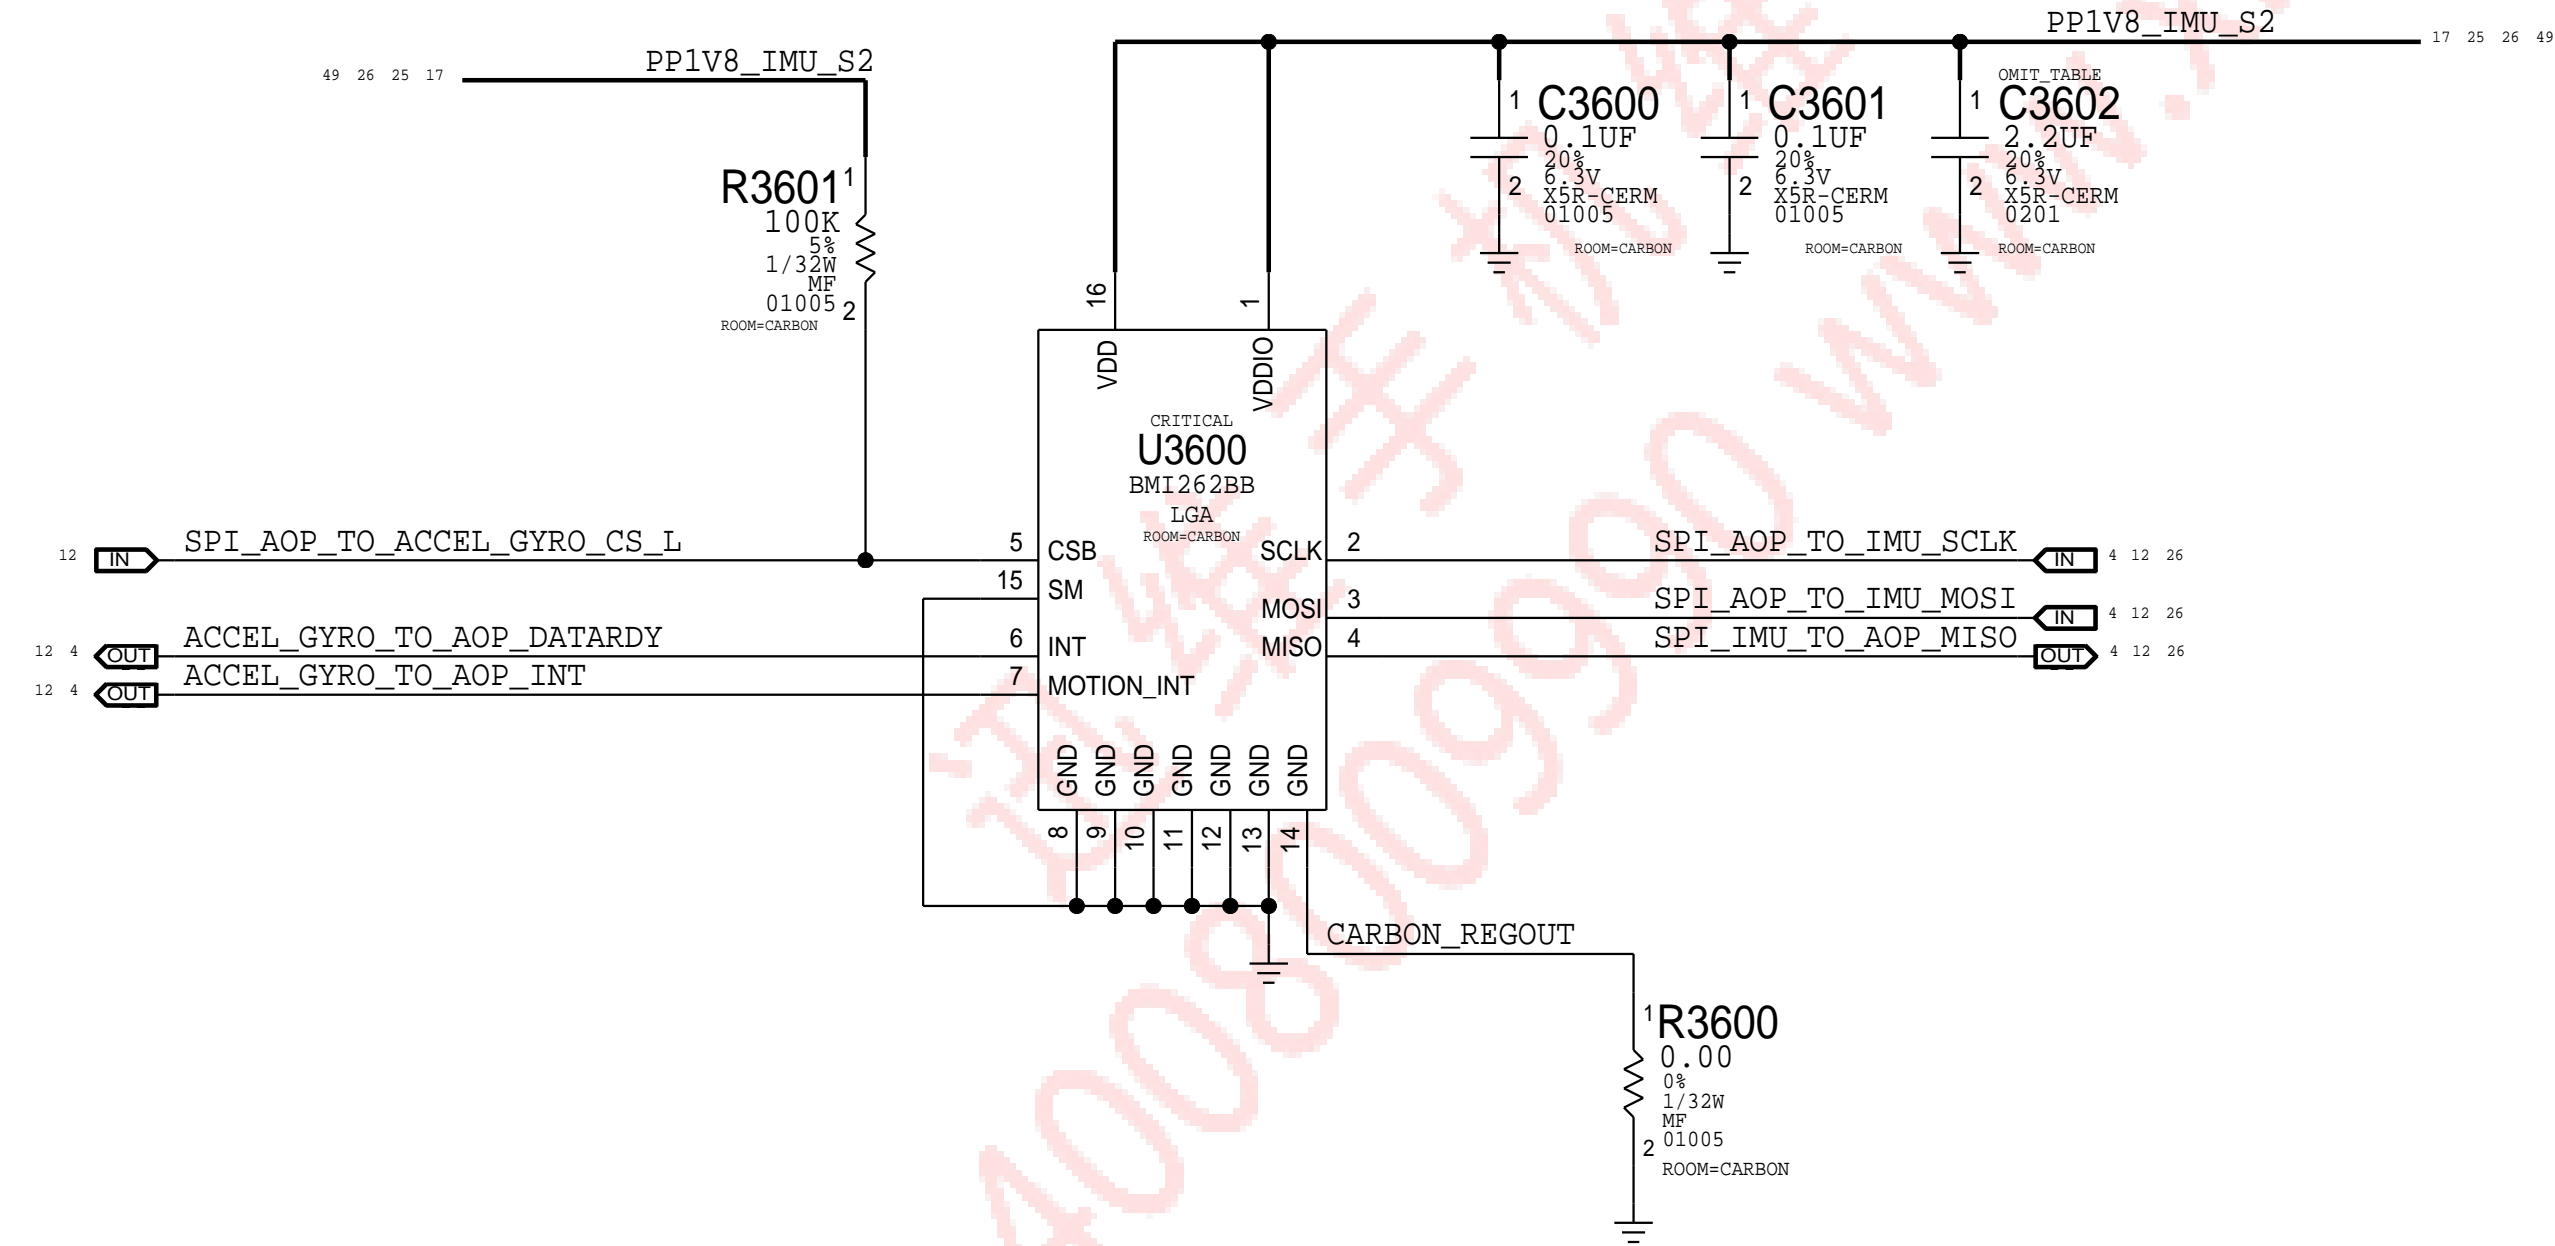 PP1V8_IMU_S2
17 25 26 49
49 26 25 17
PP1V8_IMU_S2
R3601
1
100K
5%
1/32W
MF
01005
2
ROOM=CARBON
1
C3600
0.1UF
20%
6.3V
X5R-CERM
01005
2
ROOM=CARBON
1
C3601
0.1UF
20%
6.3V
X5R-CERM
01005
2
ROOM=CARBON
OMIT_TABLE
1
C3602
2.2UF
20%
6.3V
X5R-CERM
0201
2
ROOM=CARBON
16
1
VDD
VDDIO
CRITICAL
U3600
BMI262BB
LGA
ROOM=CARBON
12
IN
SPI_AOP_TO_ACCEL_GYRO_CS_L
5
CSB
15
SM
12 4
OUT
ACCEL_GYRO_TO_AOP_DATARDY
6
INT
12 4
OUT
ACCEL_GYRO_TO_AOP_INT
7
MOTION_INT
SCLK
2
SPI_AOP_TO_IMU_SCLK
IN
4 12 26
MOSI
3
SPI_AOP_TO_IMU_MOSI
IN
4 12 26
MISO
4
SPI_IMU_TO_AOP_MISO
OUT
4 12 26
GND
GND
GND
GND
GND
GND
GND
8
9
10
11
12
13
14
CARBON_REGOUT
1
R3600
0.00
0%
1/32W
MF
01005
2
ROOM=CARBON